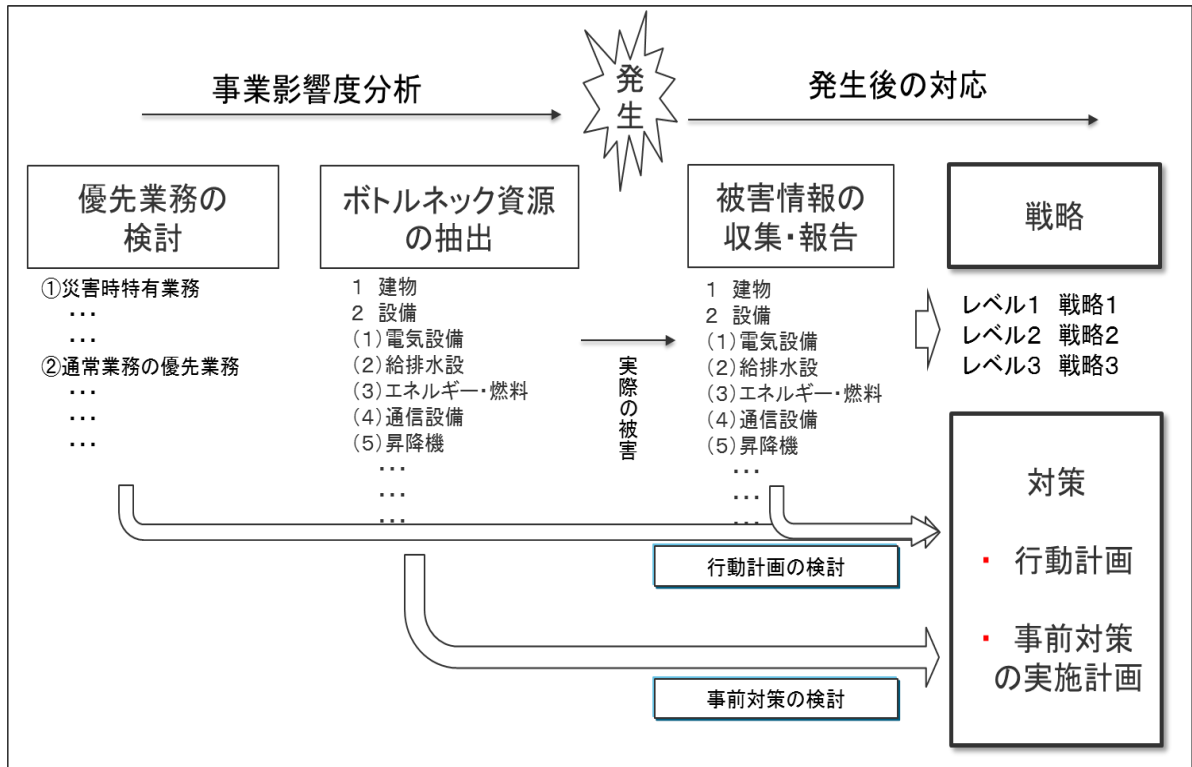 事業影響度分析
発生
発生後の対応
優先業務の
検討
①災害時特有業務
・・・
・・・
②通常業務の優先業務
・・・
・・・
・・・
ボトルネック資源
の抽出
1 建物
2 設備
(1)電気設備
(2)給排水設
(3)エネルギー・燃料
(4)通信設備
(5)昇降機
・・・
・・・
・・・
実際の被害
被害情報の
収集・報告
1 建物
2 設備
(1)電気設備
(2)給排水設
(3)エネルギー・燃料
(4)通信設備
(5)昇降機
・・・
・・・
・・・
戦略
レベル1 戦略1
レベル2 戦略2
レベル3 戦略3
行動計画の検討
事前対策の検討
対策
・ 行動計画
・ 事前対策
の実施計画